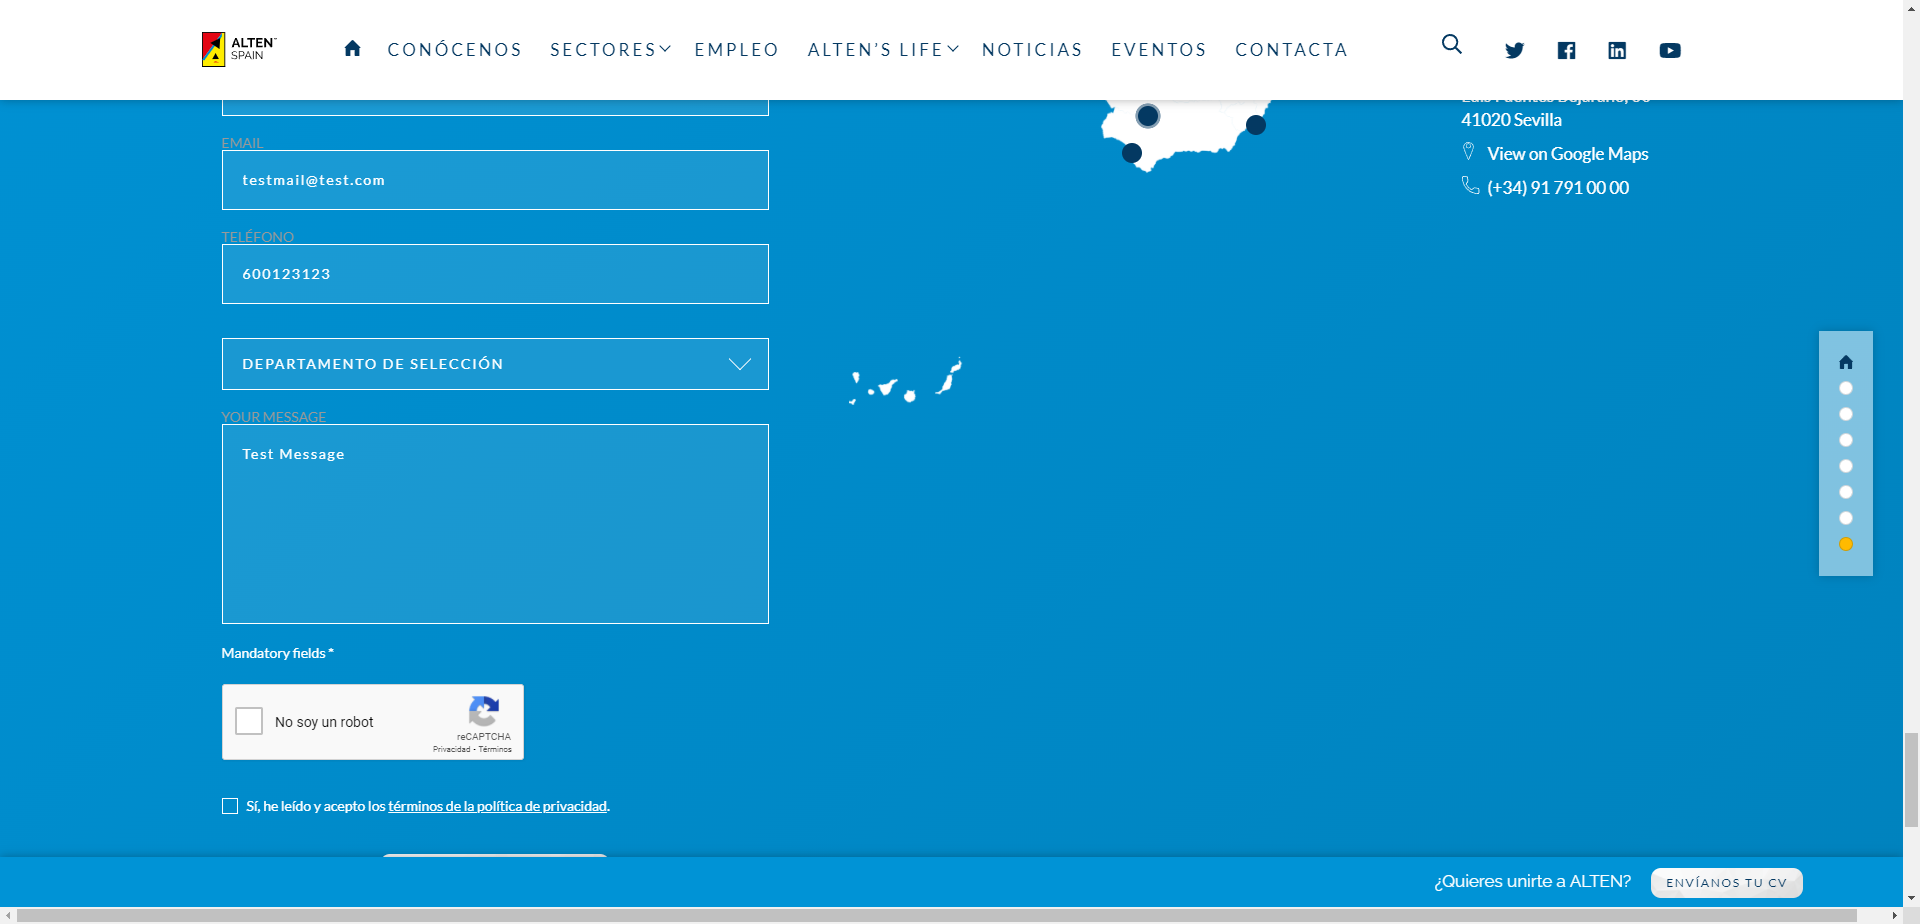 ALTEN
SPAIN
CONÓCENOS
SECTORES
EMPLEO
ALTEN'S LIFE
NOTICIAS
EVENTOS
CONTACTA
41020 Sevilla
View on Google Maps
(+34) 91 791 00 00
EMAIL
testmail@test.com
TELÉFONO
600123123
DEPARTAMENTO DE SELECCIÓN
YOUR MESSAGE
Test Message
Mandatory fields *
No soy un robot
reCAPTCHA
Privacidad - Términos
Sí, he leído y acepto los términos de la política de privacidad.
¿Quieres unirte a ALTEN?
ENVÍANOS TU CV